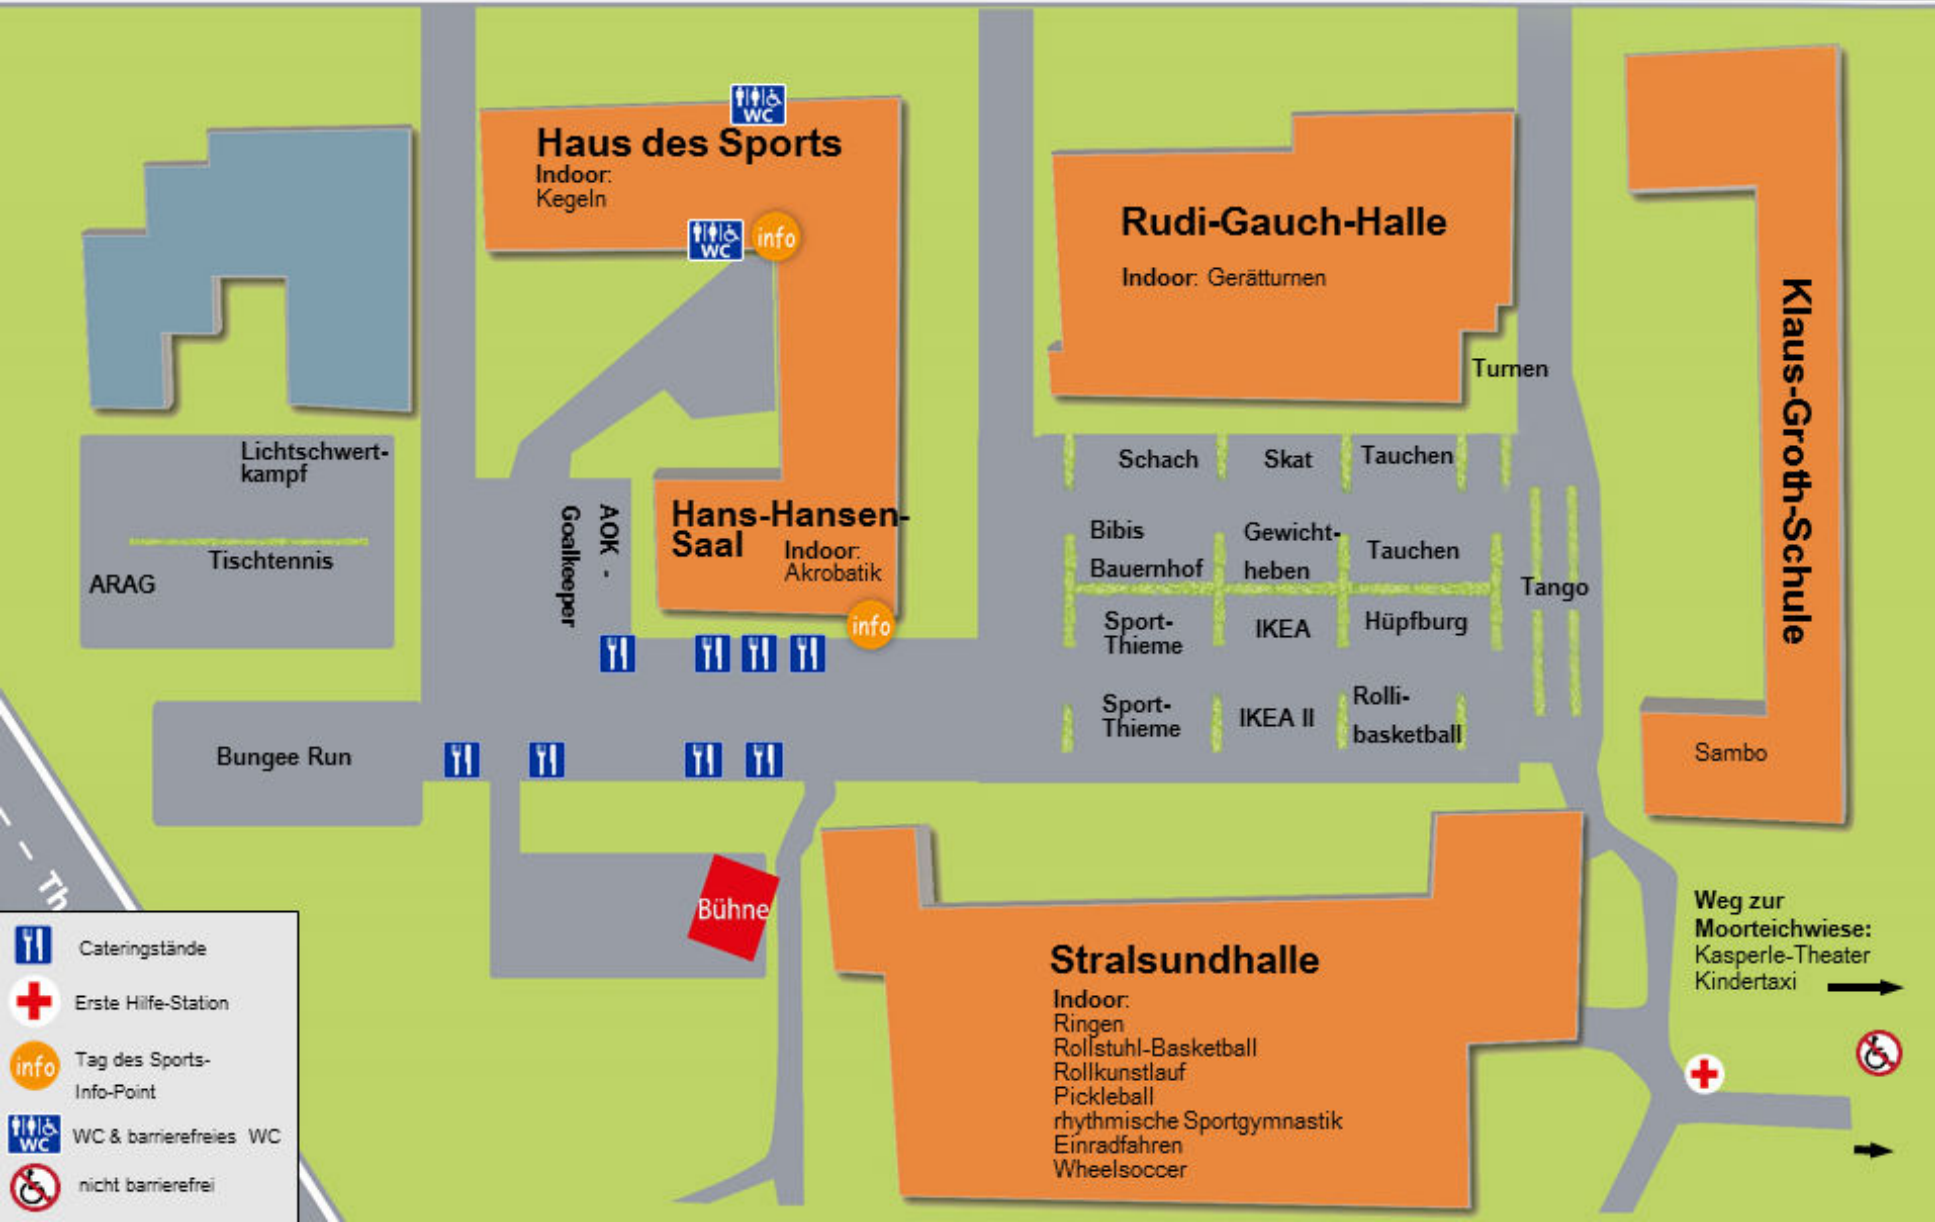 WC
Haus des Sports
Indoor:
Kegeln
WC
info
Rudi-Gauch-Halle
Indoor: Gerätturnen
Turnen
Klaus-Groth-Schule
Sambo
Lichtschwert-
kampf
Tischtennis
ARAG
AOK -
Goalkeeper
Hans-Hansen-
Saal
Indoor:
Akrobatik
info
Schach
Skat
Tauchen
Bibis
Bauernhof
Gewicht-
heben
Tauchen
Tango
Sport-
Thieme
IKEA
Hüpfburg
Sport-
Thieme
IKEA II
Rolli-
basketball
Bungee Run
Bühne
Stralsundhalle
Indoor:
Ringen
Rollstuhl-Basketball
Rollkunstlauf
Pickleball
rhythmische Sportgymnastik
Einradfahren
Wheelsoccer
Weg zur
Moorteichwiese:
Kasperle-Theater
Kindertaxi
Th
Cateringstände
Erste Hilfe-Station
info
Tag des Sports-
Info-Point
WC
WC & barrierefreies WC
nicht barrierefrei